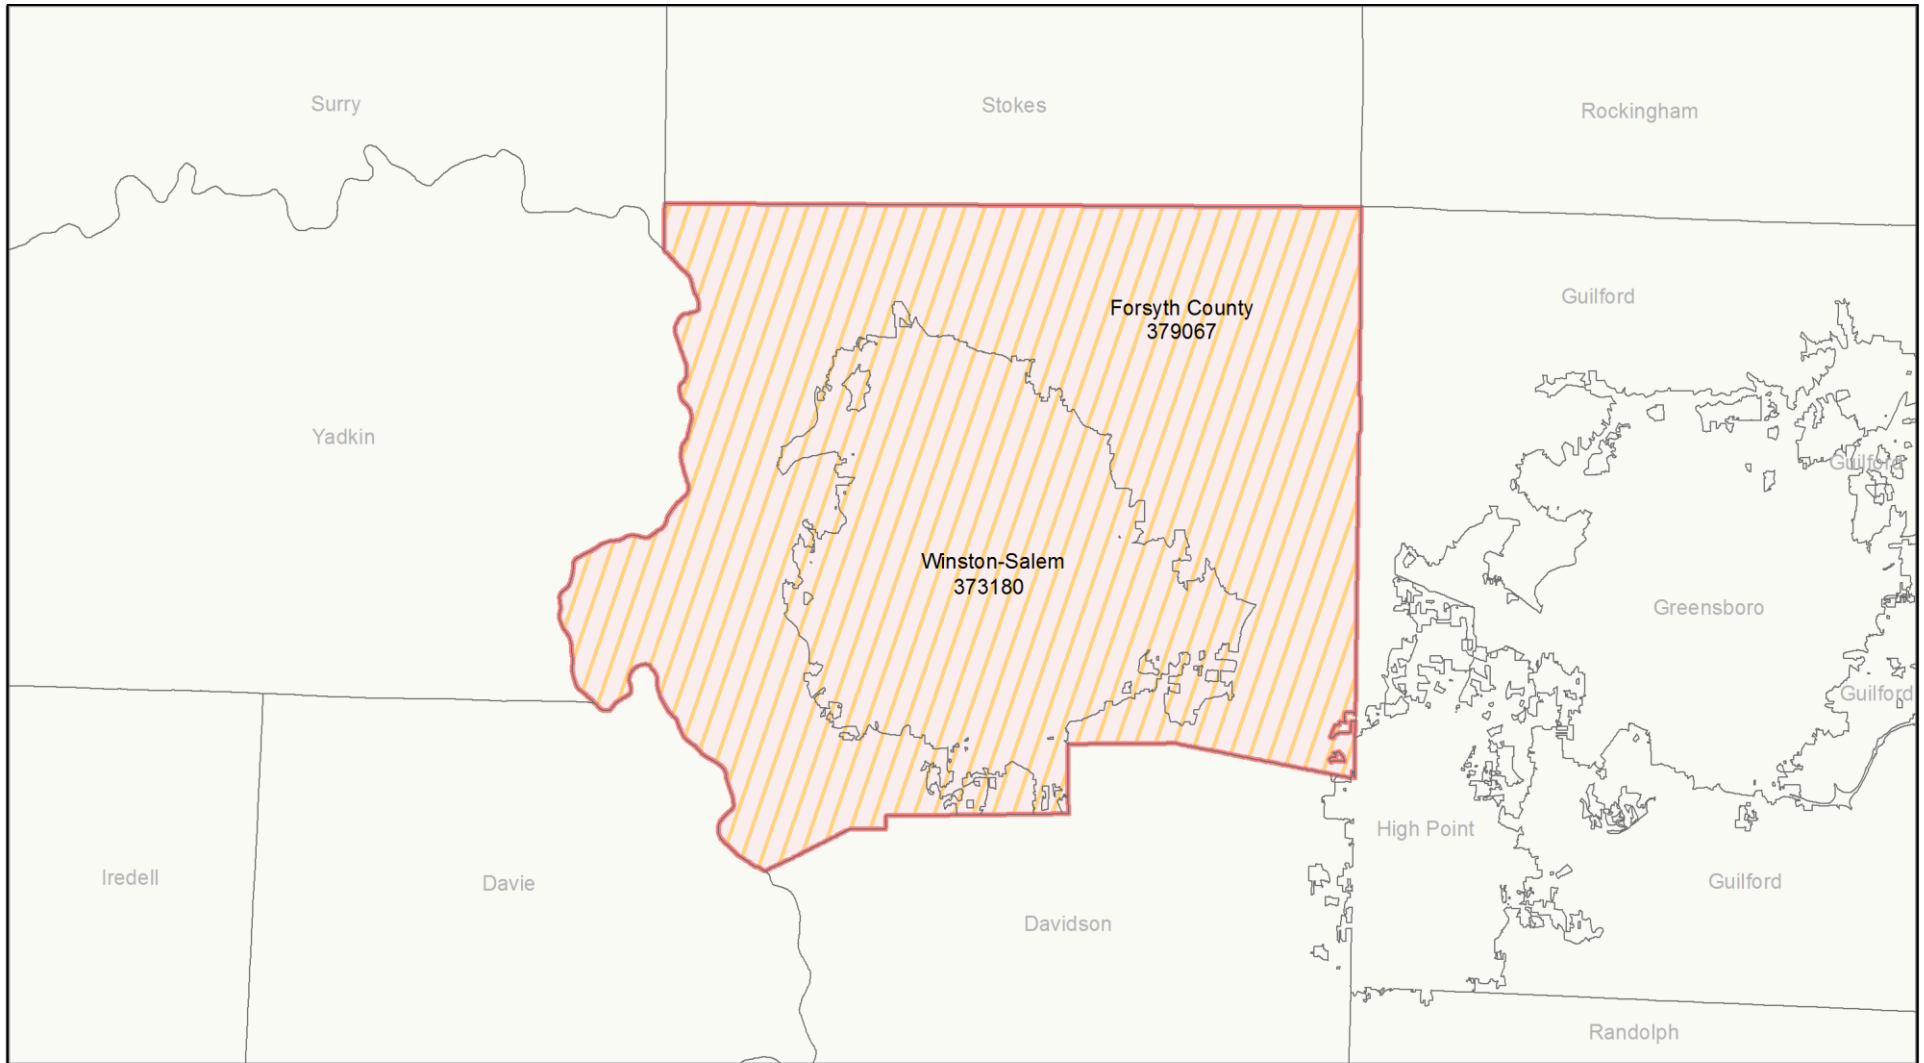 Surry
Stokes
Rockingham
Forsyth County
379067
Guilford
Yadkin
Guilford
Winston-Salem
373180
Greensboro
Guilford
High Point
Iredell
Davie
Guilford
Davidson
Randolph